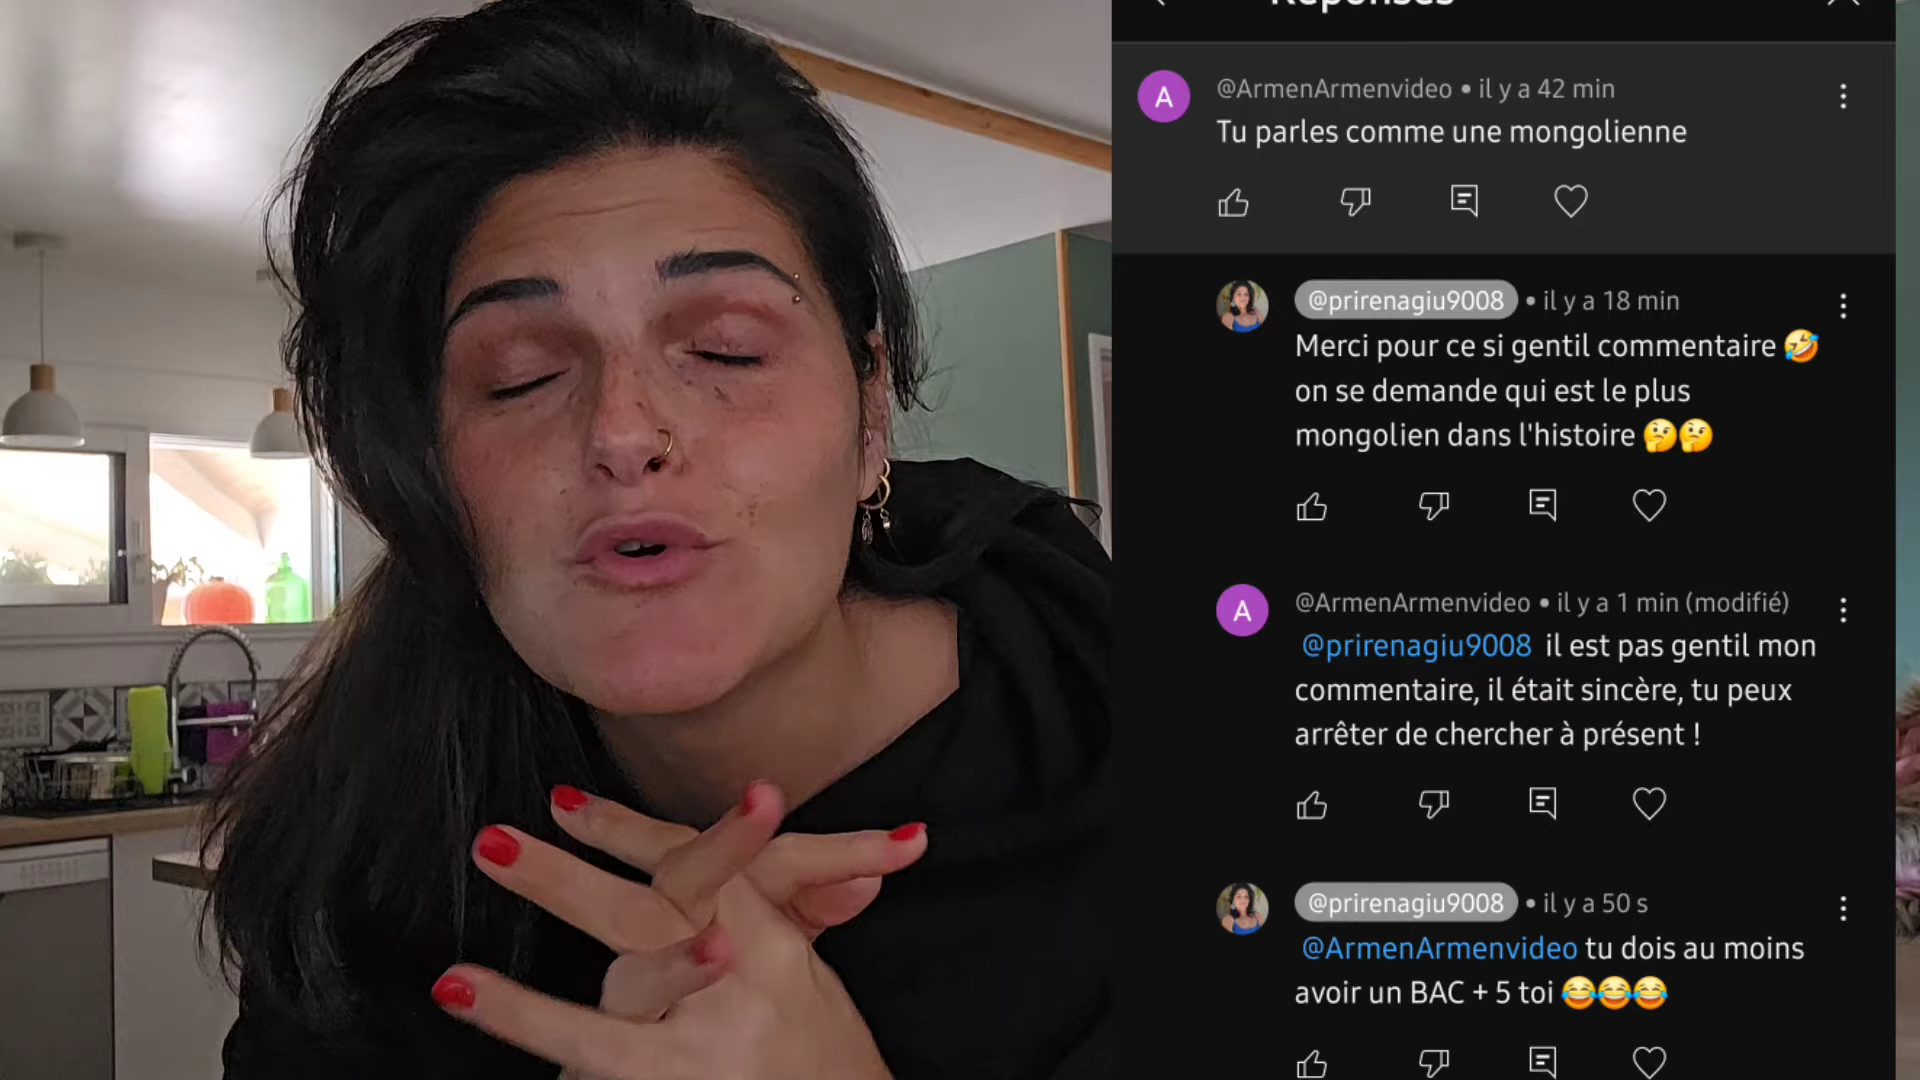 Réponses
A
@ArmenArmenvideo • il y a 42 min
Tu parles comme une mongolienne
@prirenagiu9008 • il y a 18 min
Merci pour ce si gentil commentaire 🤣
on se demande qui est le plus
mongolien dans l'histoire 🤔🤔
A
@ArmenArmenvideo • il y a 1 min (modifié)
@prirenagiu9008 il est pas gentil mon
commentaire, il était sincère, tu peux
arrêter de chercher à présent !
@prirenagiu9008 • il y a 50 s
@ArmenArmenvideo tu dois au moins
avoir un BAC + 5 toi 😂😂😂